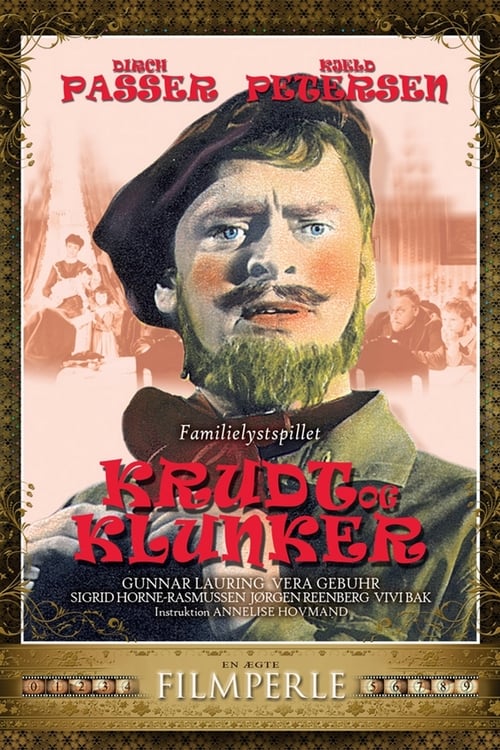 DIRCH KJELD
PASSER PETERSEN
Familielystspillet
KRUDT OG
KLUNKER
GUNNAR LAURING VERA GEBUHR
SIGRID HORNE-RASMUSSEN JØRGEN REENBERG VIVI BAK
Instruktion ANNELISE HOVMAND
EN ÆGTE
0 1 2 3 4 FILMPERLE 5 6 7 8 9